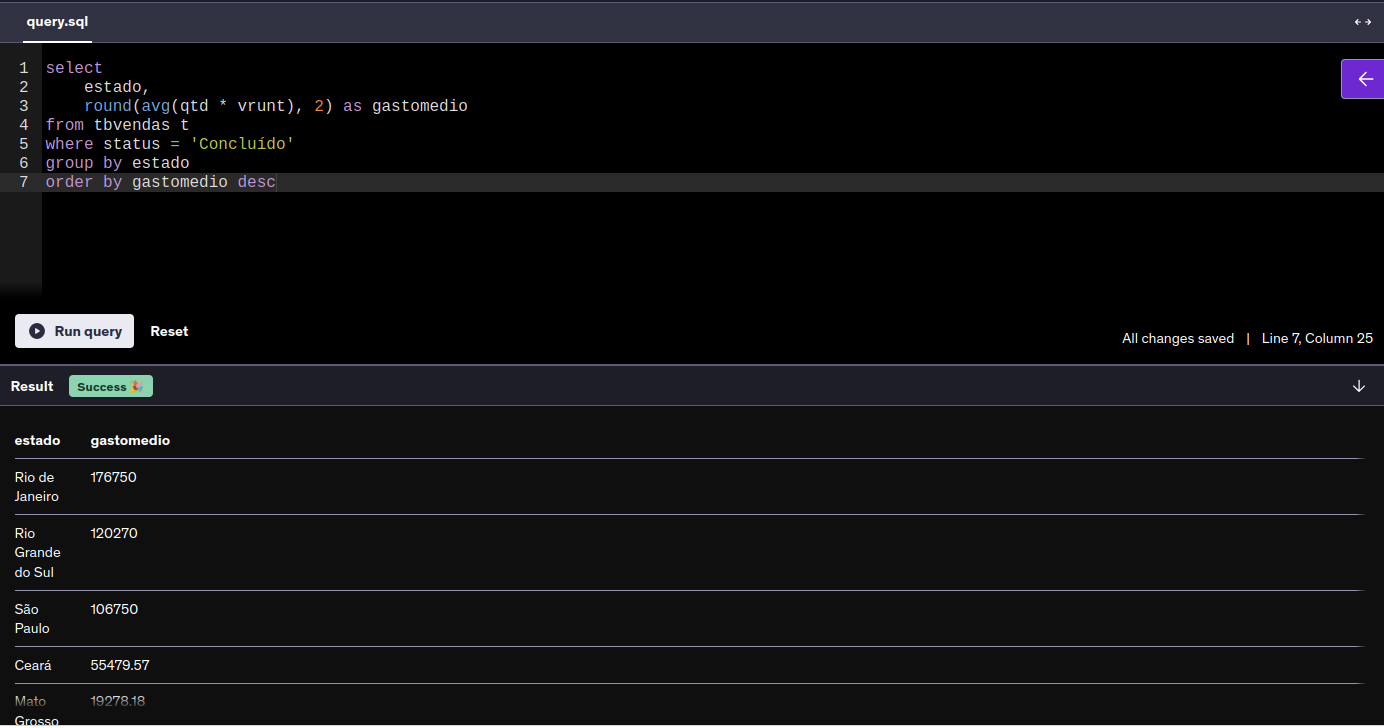 query.sql
1 select
2     estado,
3     round(avg(qtd * vrunt), 2) as gastomedio
4 from tbvendas t
5 where status = 'Concluído'
6 group by estado
7 order by gastomedio desc
Run query Reset
All changes saved | Line 7, Column 25
Result Success 🎉
estado gastomedio
Rio de 176750
Janeiro
Rio 120270
Grande
do Sul
São 106750
Paulo
Ceará 55479.57
Mato 19278.18
Grosso